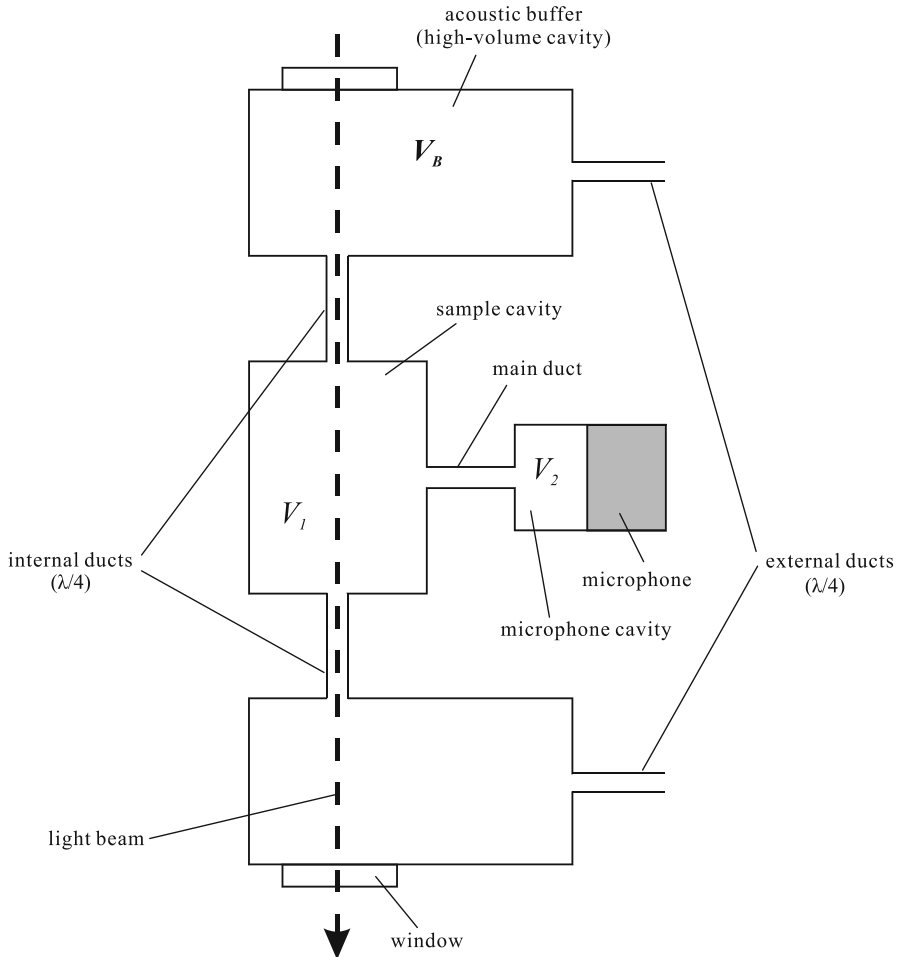 acoustic buffer
(high-volume cavity)
V_B
sample cavity
main duct
V_2
V_1
internal ducts
(λ/4)
microphone
external ducts
(λ/4)
microphone cavity
light beam
window